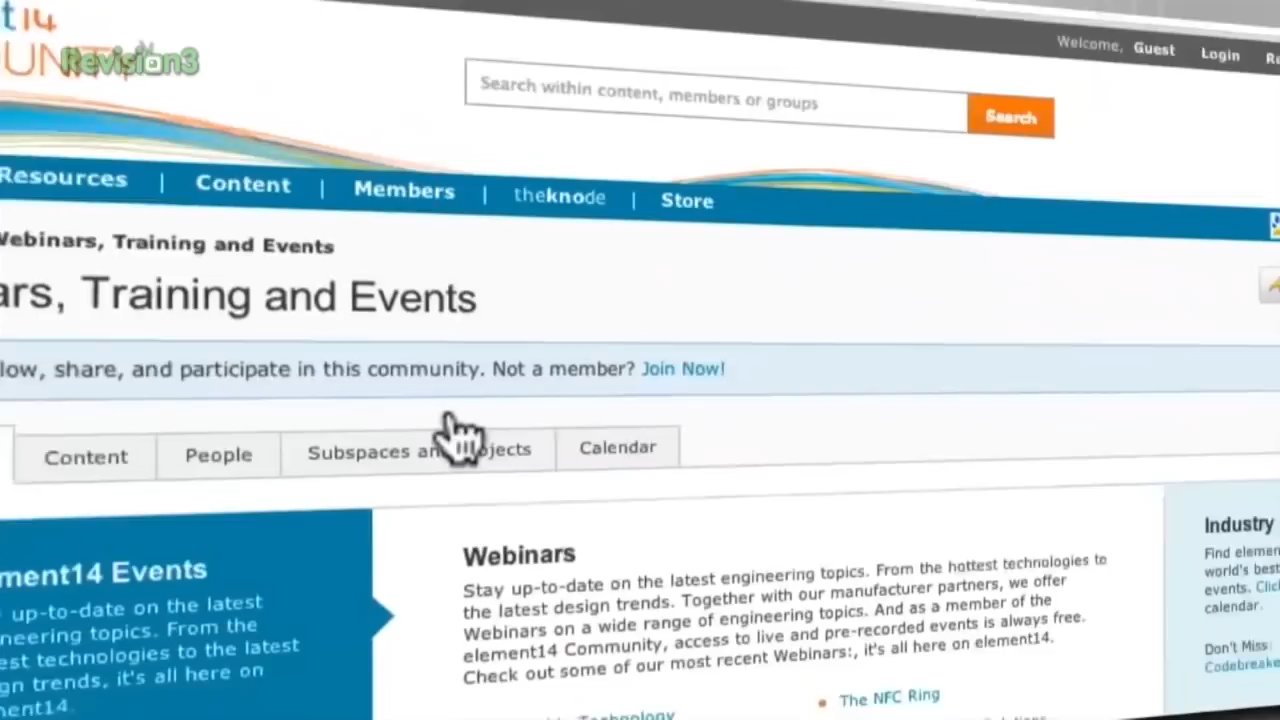 t14
Welcome, Guest Login
UN
Revision3
Search within content, members or groups
Search
Resources | Content | Members | theknode | Store
Webinars, Training and Events
ars, Training and Events
low, share, and participate in this community. Not a member? Join Now!
Content People Subspaces an jects Calendar
ment14 Events
up-to-date on the latest
neering topics. From the
est technologies to the latest
gn trends, it's all here on
ment14.
Webinars
Stay up-to-date on the latest engineering topics. From the hottest technologies to
the latest design trends. Together with our manufacturer partners, we offer
Webinars on a wide range of engineering topics. And as a member of the
element14 Community, access to live and pre-recorded events is always free.
Check out some of our most recent Webinars:, it's all here on element14.
Technology
The NFC Ring
Industry
Find elemen
world's best
events. Clic
calendar.
Don't Miss:
Codebreake